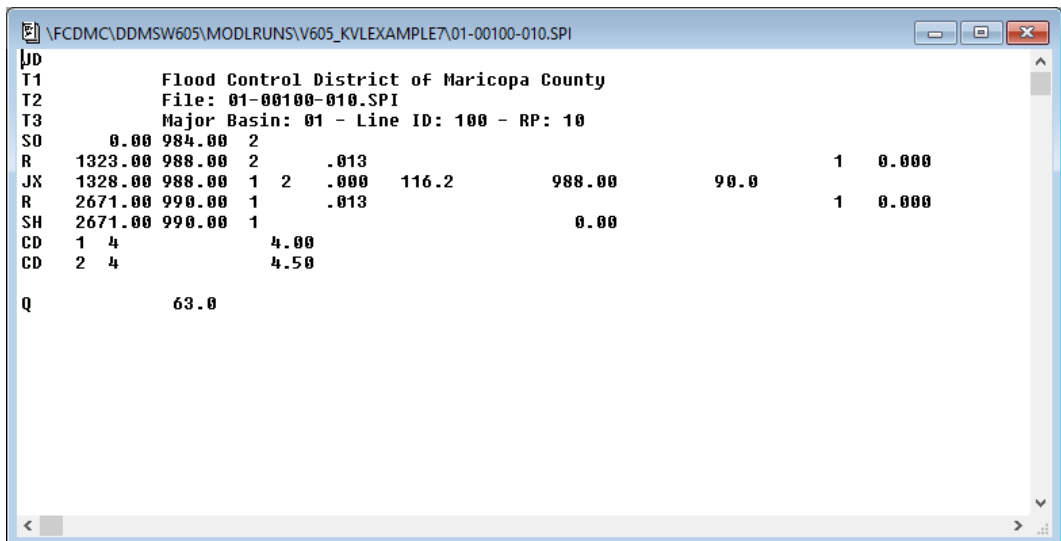 \FCDMC\DDMSW605\MODLRUNS\V605_KVLEXAMPLE7\01-00100-010.SPI
UD
T1 Flood Control District of Maricopa County
T2 File: 01-00100-010.SPI
T3 Major Basin: 01 - Line ID: 100 - RP: 10
SO 0.00 984.00 2
R 1323.00 988.00 2 .013 1 0.000
JX 1328.00 988.00 1 2 .000 116.2 988.00 90.0
R 2671.00 990.00 1 .013 1 0.000
SH 2671.00 990.00 1 0.00
CD 1 4 4.00
CD 2 4 4.50
Q 63.0